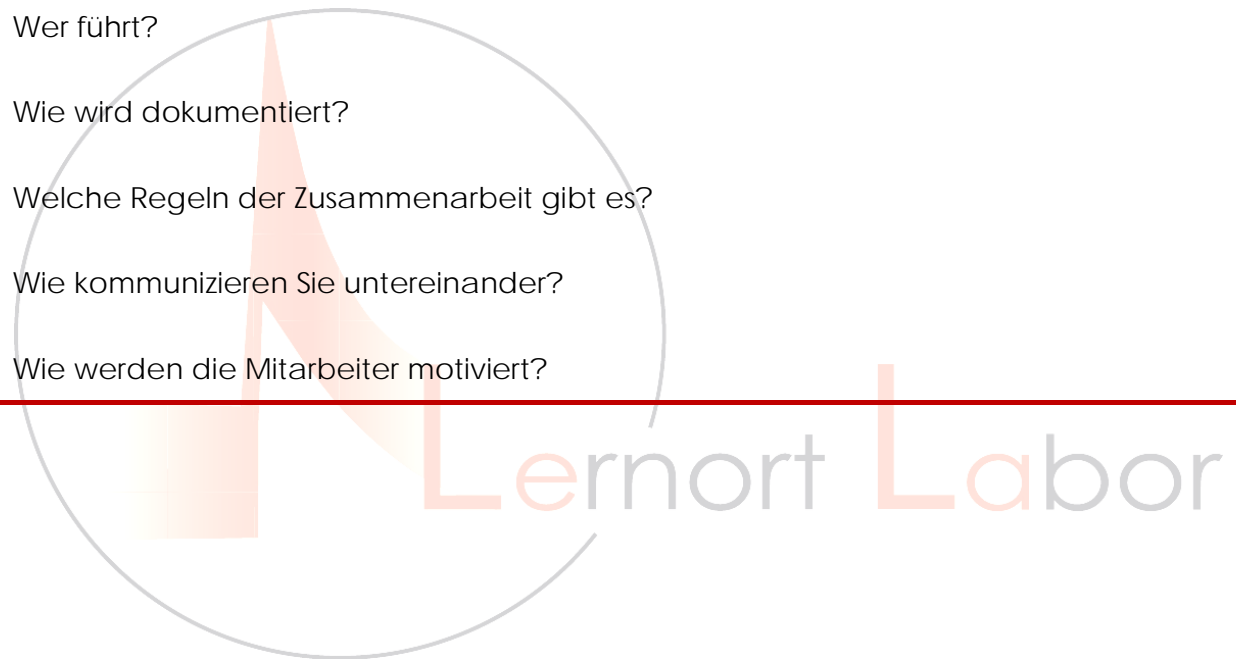 Wer führt?
Wie wird dokumentiert?
Welche Regeln der Zusammenarbeit gibt es?
Wie kommunizieren Sie untereinander?
Wie werden die Mitarbeiter motiviert?
Lernort Labor